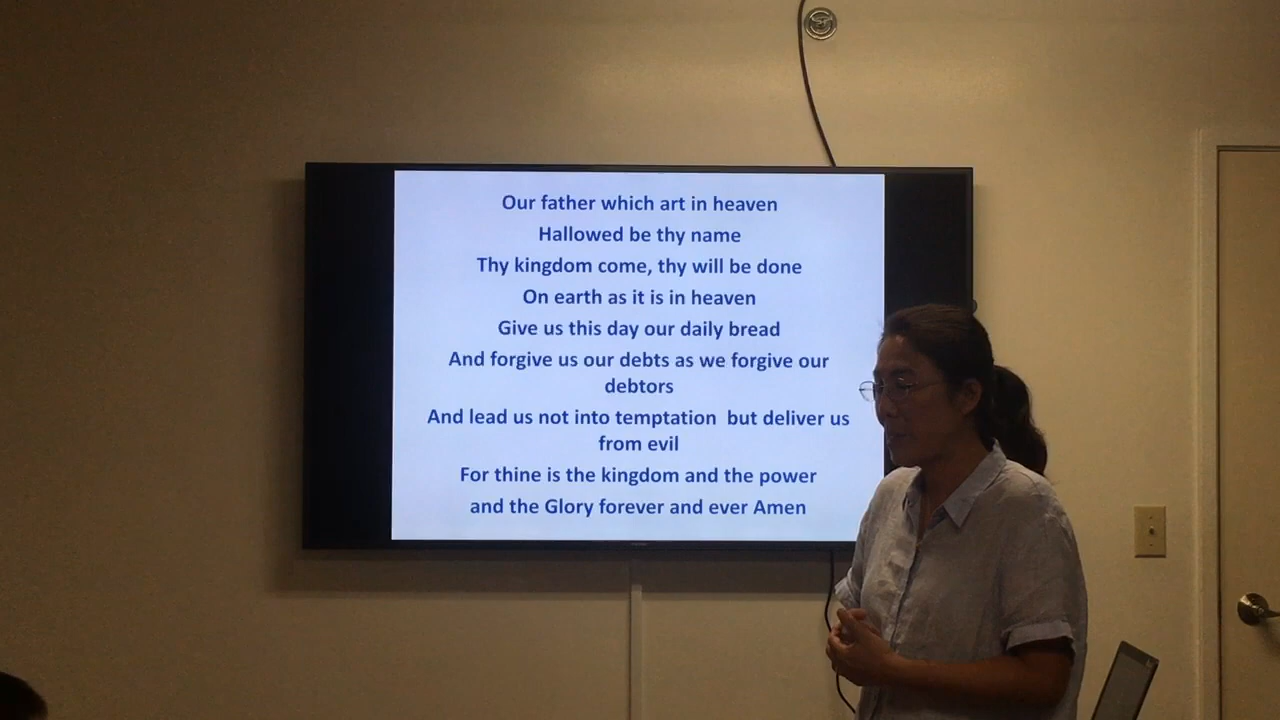 Our father which art in heaven
Hallowed be thy name
Thy kingdom come, thy will be done
On earth as it is in heaven
Give us this day our daily bread
And forgive us our debts as we forgive our
debtors
And lead us not into temptation  but deliver us
from evil
For thine is the kingdom and the power
and the Glory forever and ever Amen